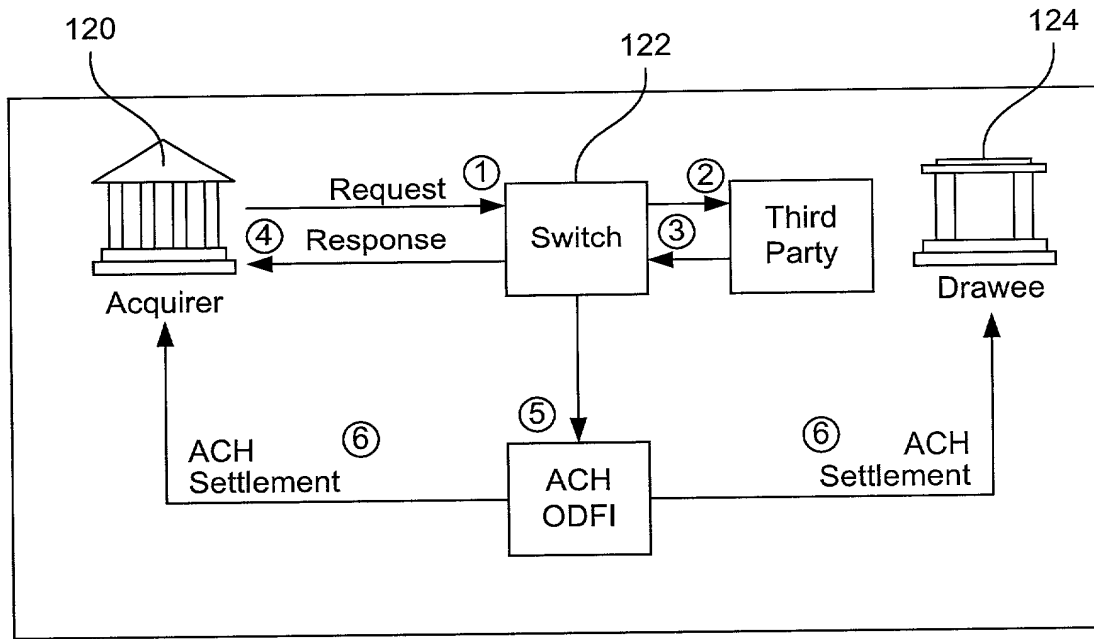 120
122
124
Request
①
②
④
Response
Switch
③
Third
Party
Acquirer
Drawee
⑤
ACH
Settlement
⑥
ACH
ODFI
⑥
ACH
Settlement